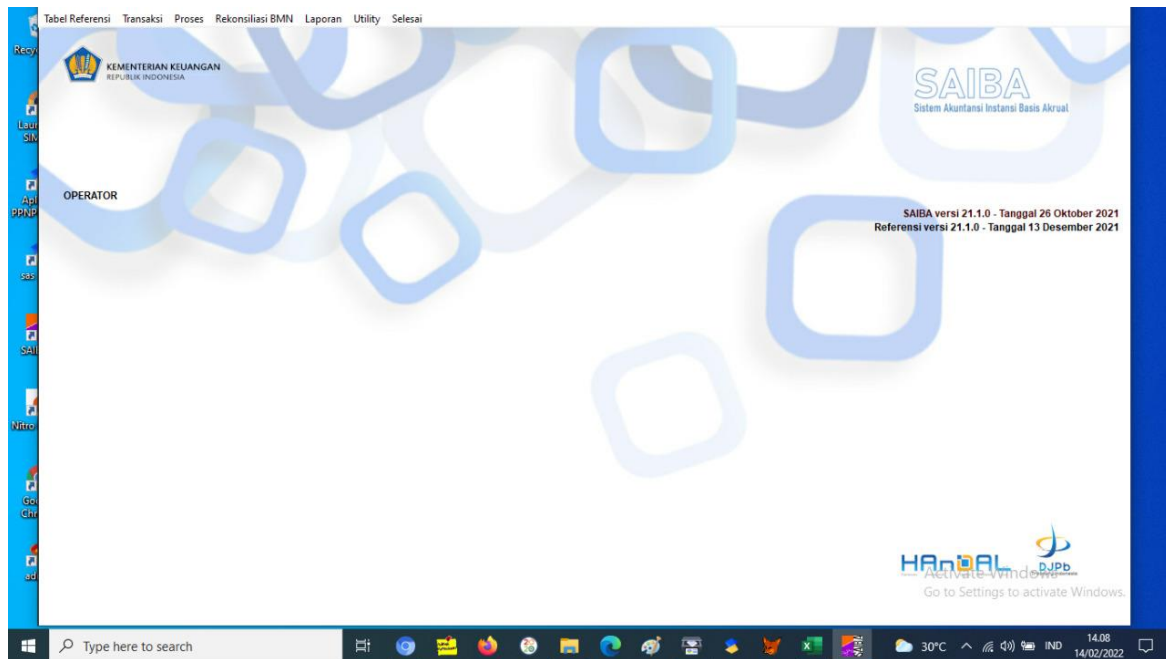 Tabel Referensi Transaksi Proses Rekonsiliasi BMN Laporan Utility Selesai
KEMENTERIAN KEUANGAN
REPUBLIK INDONESIA
SAIBA
Sistem Akuntansi Instansi Basis Akrual
OPERATOR
SAIBA versi 21.1.0 - Tanggal 26 Oktober 2021
Referensi versi 21.1.0 - Tanggal 13 Desember 2021
Nitro
HAnDAL
DJPb
Activate Windows
Go to Settings to activate Windows.
Type here to search
30°C
IND
14.08
14/02/2022